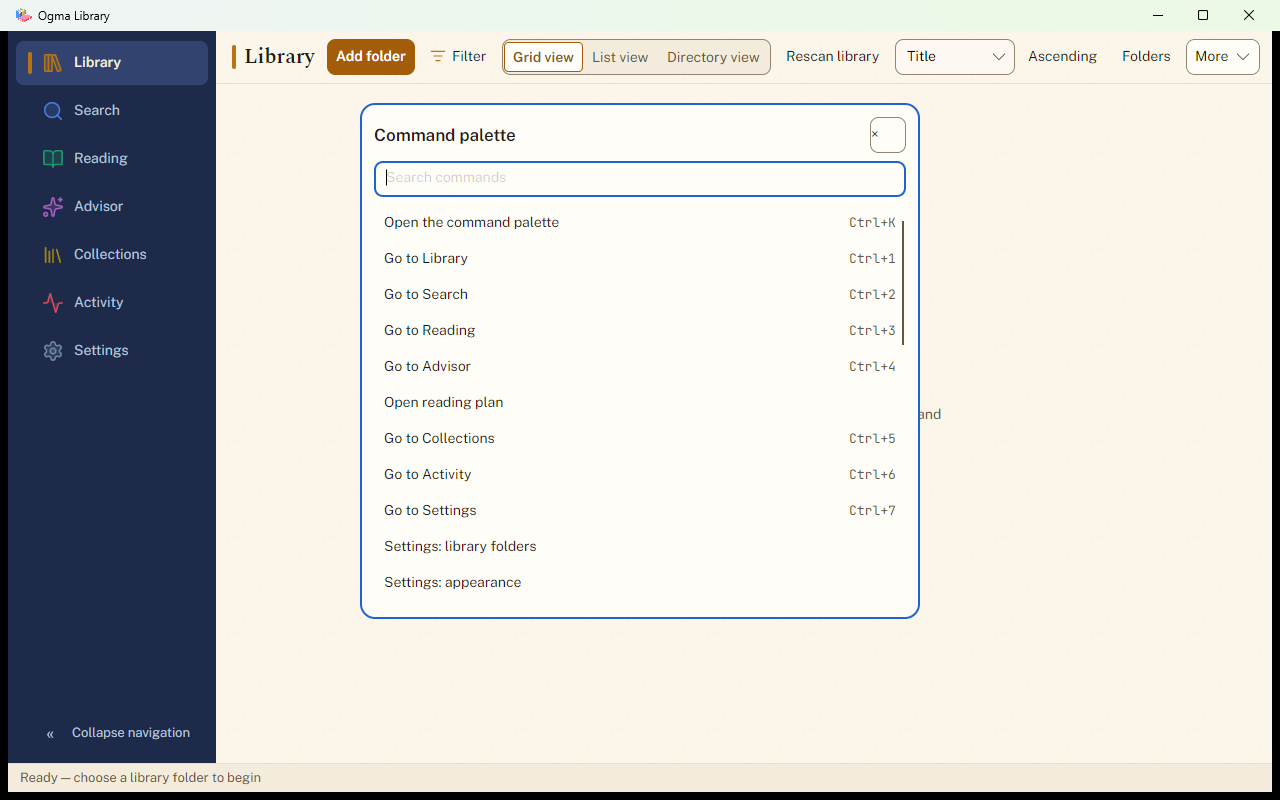 Ogma Library
Library
Search
Reading
Advisor
Collections
Activity
Settings
« Collapse navigation
Library Add folder Filter Grid view List view Directory view Rescan library Title Ascending Folders More
Command palette ×
Search commands
Open the command palette Ctrl+K
Go to Library Ctrl+1
Go to Search Ctrl+2
Go to Reading Ctrl+3
Go to Advisor Ctrl+4
Open reading plan
Go to Collections Ctrl+5
Go to Activity Ctrl+6
Go to Settings Ctrl+7
Settings: library folders
Settings: appearance
and
Ready — choose a library folder to begin